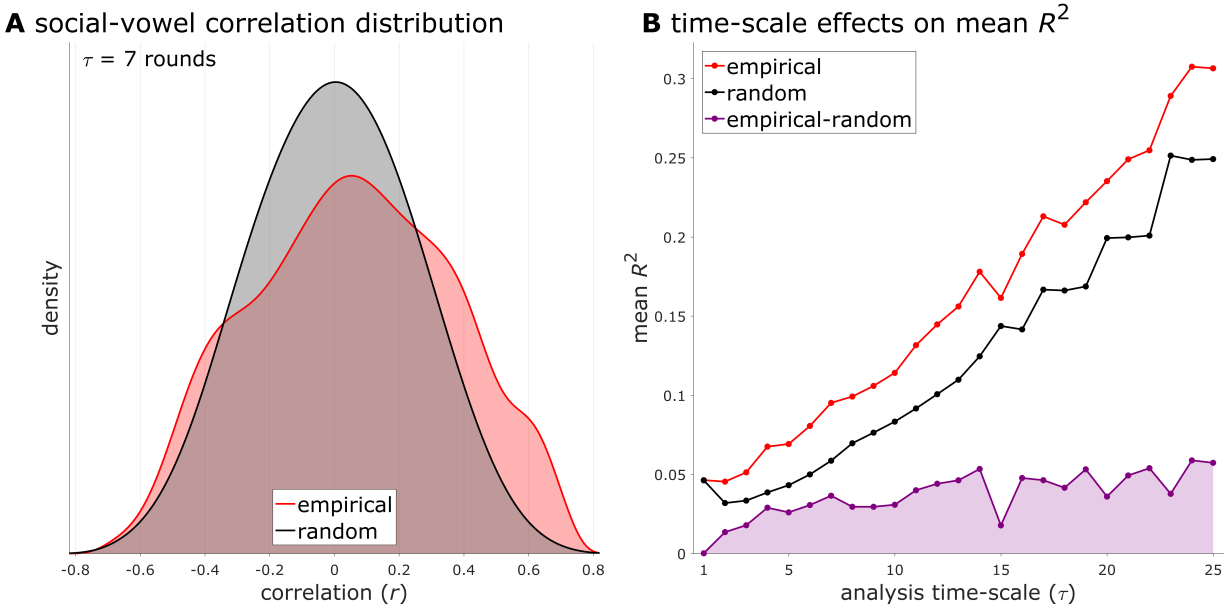 A social-vowel correlation distribution
τ = 7 rounds
density
empirical
random
-0.8 -0.6 -0.4 -0.2 0 0.2 0.4 0.6 0.8
correlation (r)
B time-scale effects on mean R²
empirical
random
empirical-random
0.3
0.25
0.2
0.15
0.1
0.05
0
mean R²
1 5 10 15 20 25
analysis time-scale (τ)